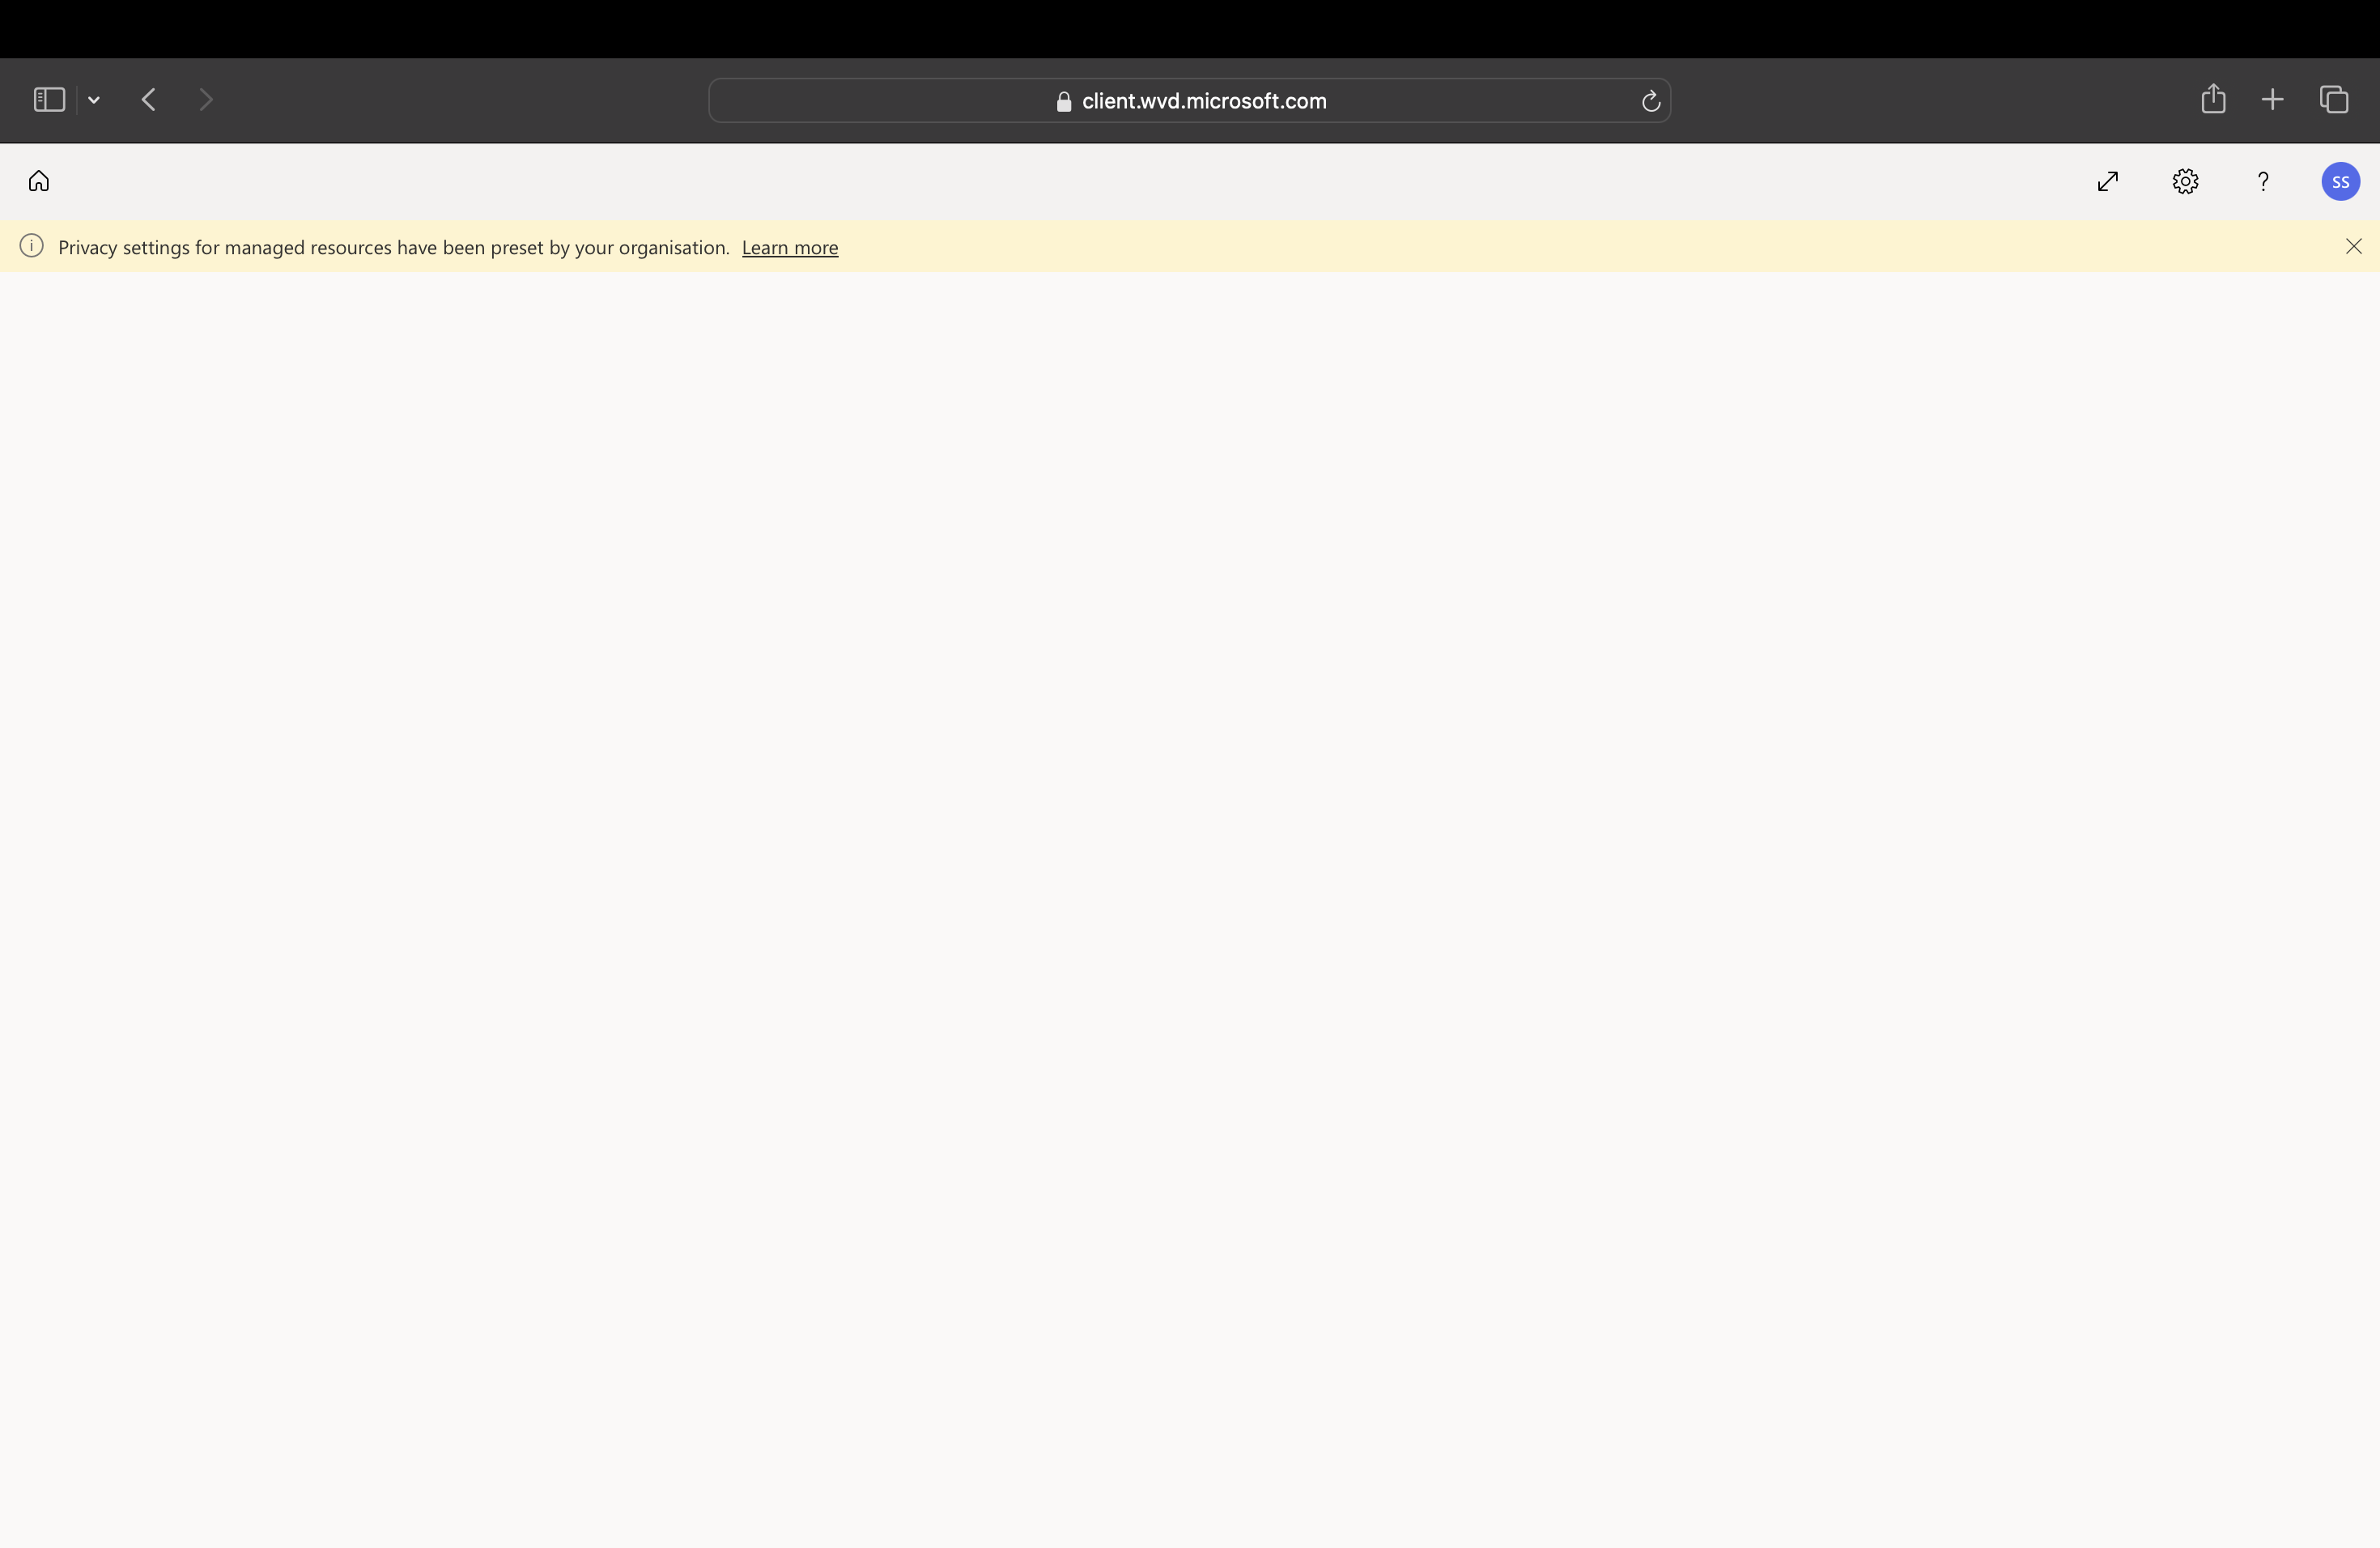 client.wvd.microsoft.com
?
SS
Privacy settings for managed resources have been preset by your organisation. Learn more